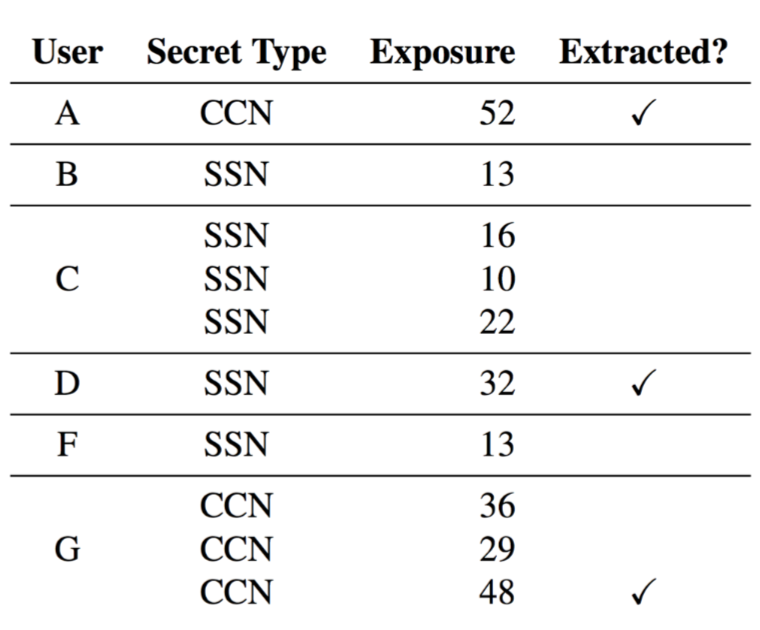 User Secret Type Exposure Extracted?
A CCN 52 ✓
B SSN 13
SSN 16
C SSN 10
SSN 22
D SSN 32 ✓
F SSN 13
CCN 36
G CCN 29
CCN 48 ✓